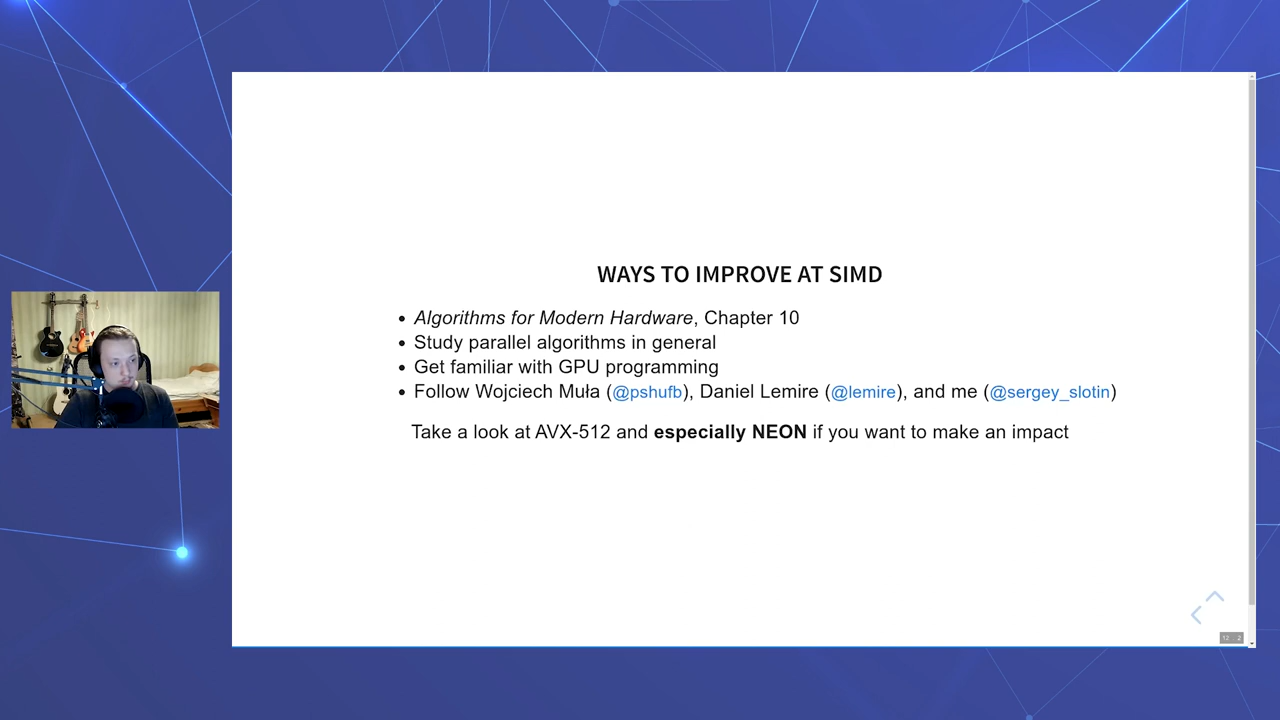 WAYS TO IMPROVE AT SIMD
• Algorithms for Modern Hardware, Chapter 10
• Study parallel algorithms in general
• Get familiar with GPU programming
• Follow Wojciech Muła (@pshufb), Daniel Lemire (@lemire), and me (@sergey_slotin)
Take a look at AVX-512 and especially NEON if you want to make an impact
12 2